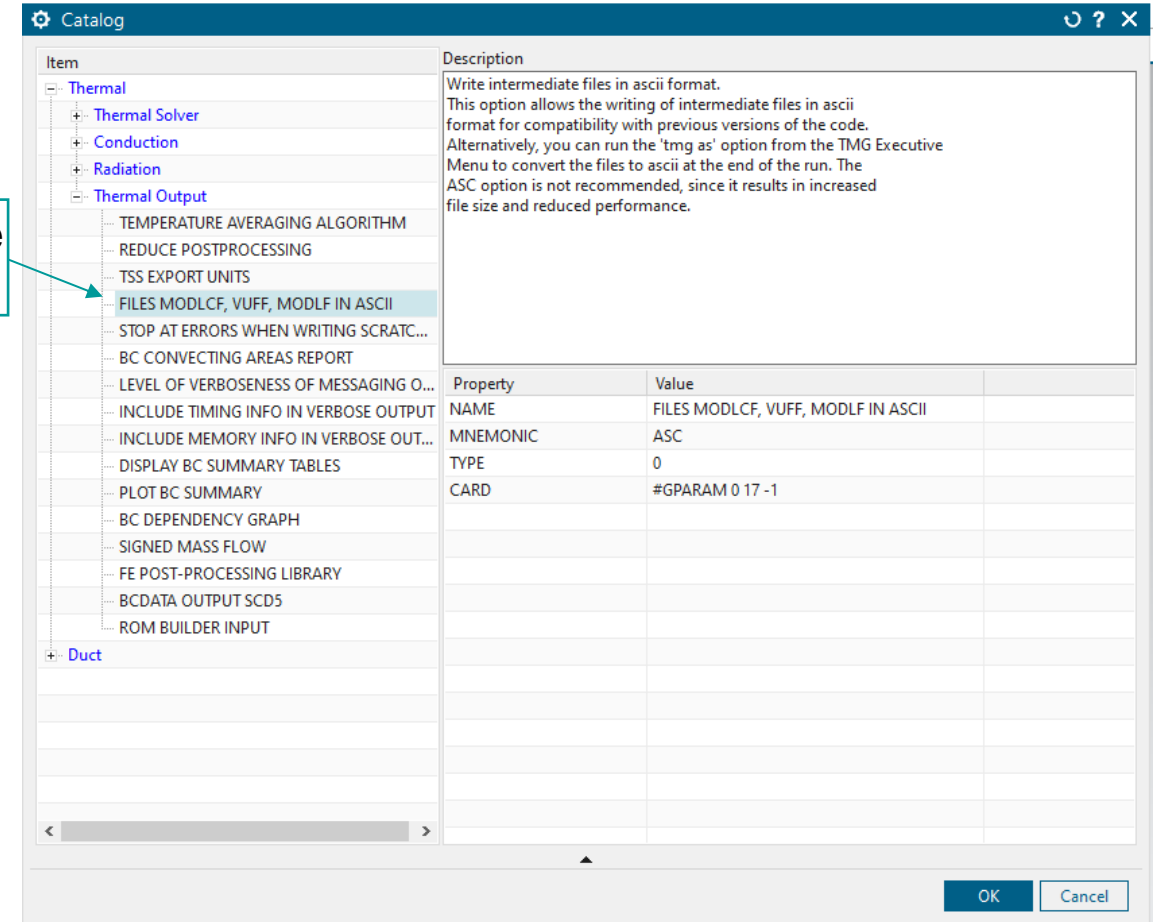 Catalog
Item
Thermal
Thermal Solver
Conduction
Radiation
Thermal Output
TEMPERATURE AVERAGING ALGORITHM
REDUCE POSTPROCESSING
TSS EXPORT UNITS
FILES MODLCF, VUFF, MODLF IN ASCII
STOP AT ERRORS WHEN WRITING SCRATC...
BC CONVECTING AREAS REPORT
LEVEL OF VERBOSENESS OF MESSAGING O...
INCLUDE TIMING INFO IN VERBOSE OUTPUT
INCLUDE MEMORY INFO IN VERBOSE OUT...
DISPLAY BC SUMMARY TABLES
PLOT BC SUMMARY
BC DEPENDENCY GRAPH
SIGNED MASS FLOW
FE POST-PROCESSING LIBRARY
BCDATA OUTPUT SCD5
ROM BUILDER INPUT
Duct
Description
Write intermediate files in ascii format.
This option allows the writing of intermediate files in ascii
format for compatibility with previous versions of the code.
Alternatively, you can run the 'tmg as' option from the TMG Executive
Menu to convert the files to ascii at the end of the run. The
ASC option is not recommended, since it results in increased
file size and reduced performance.
Property Value
NAME FILES MODLCF, VUFF, MODLF IN ASCII
MNEMONIC ASC
TYPE 0
CARD #GPARAM 0 17 -1
OK Cancel